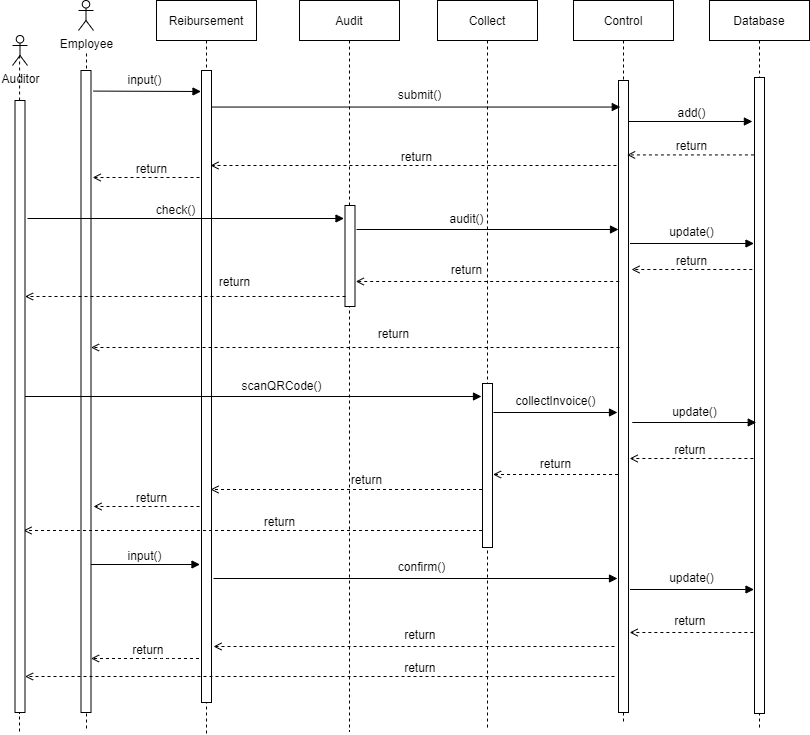 Reibursement
Audit
Collect
Control
Database
Employee
Auditor
input()
submit()
add()
return
return
return
check()
audit()
update()
return
return
return
return
scanQRCode()
collectInvoice()
update()
return
return
return
return
return
input()
confirm()
update()
return
return
return
return